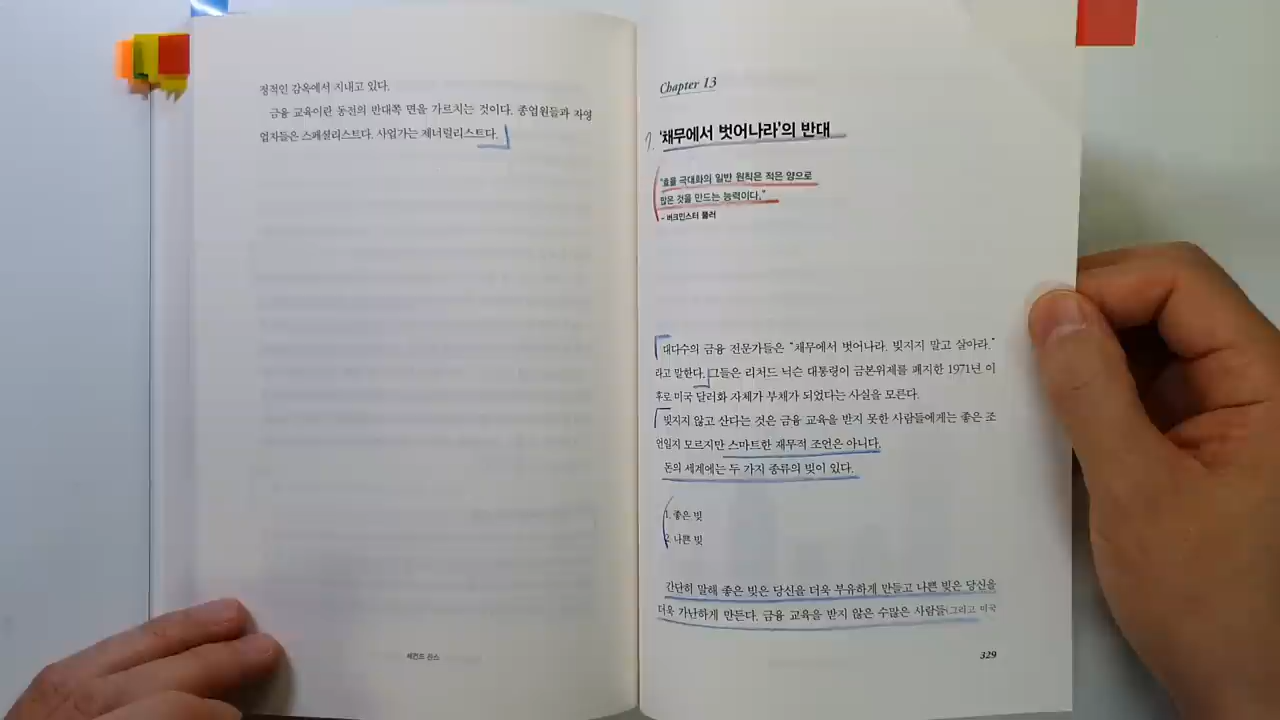 정적인 감옥에서 지내고 있다.
금융 교육이란 동전의 반대쪽 면을 가르치는 것이다. 종업원들과 자영
업자들은 스페셜리스트다. 사업가는 제너럴리스트다.
세컨드 찬스
Chapter 13
'채무에서 벗어나라'의 반대
"효율 극대화의 일반 원칙은 적은 양으로
많은 것을 만드는 능력이다."
- 버크민스터 풀러
대다수의 금융 전문가들은 “채무에서 벗어나라. 빚지지 말고 살아라.”
라고 말한다. 그들은 리처드 닉슨 대통령이 금본위제를 폐지한 1971년 이
후로 미국 달러화 자체가 부채가 되었다는 사실을 모른다.
빚지지 않고 산다는 것은 금융 교육을 받지 못한 사람들에게는 좋은 조
언일지 모르지만 스마트한 재무적 조언은 아니다.
돈의 세계에는 두 가지 종류의 빚이 있다.
1. 좋은 빚
2. 나쁜 빚
간단히 말해 좋은 빚은 당신을 더욱 부유하게 만들고 나쁜 빚은 당신을
더욱 가난하게 만든다. 금융 교육을 받지 않은 수많은 사람들(그리고 미국
329